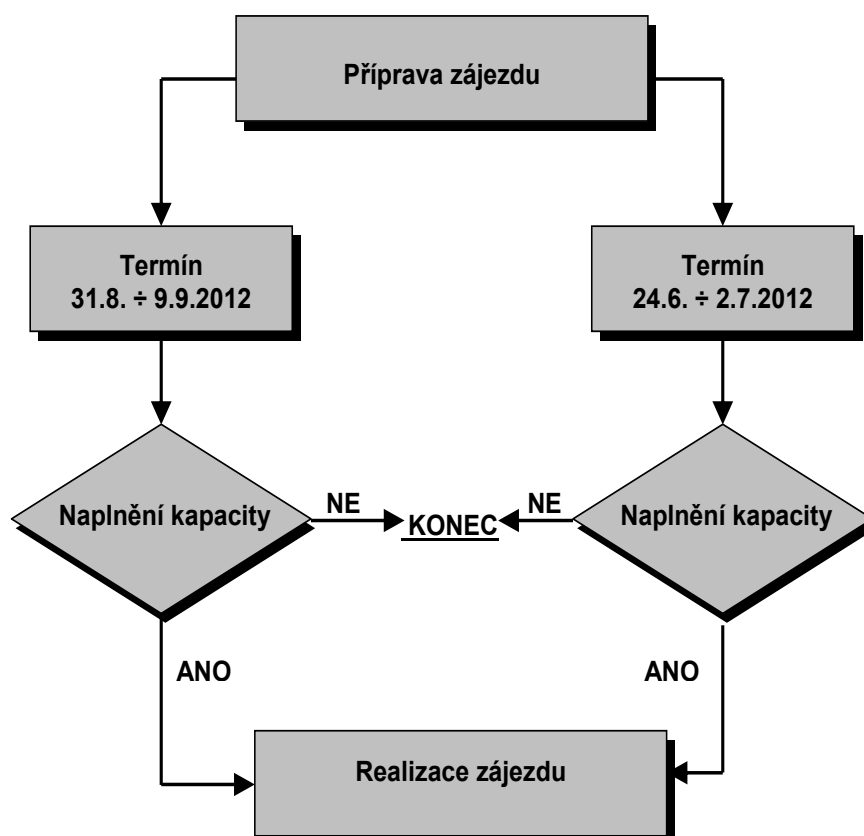 Příprava zájezdu
Termín
31.8. ÷ 9.9.2012
Termín
24.6. ÷ 2.7.2012
Naplnění kapacity
NE
KONEC
NE
Naplnění kapacity
ANO
ANO
Realizace zájezdu